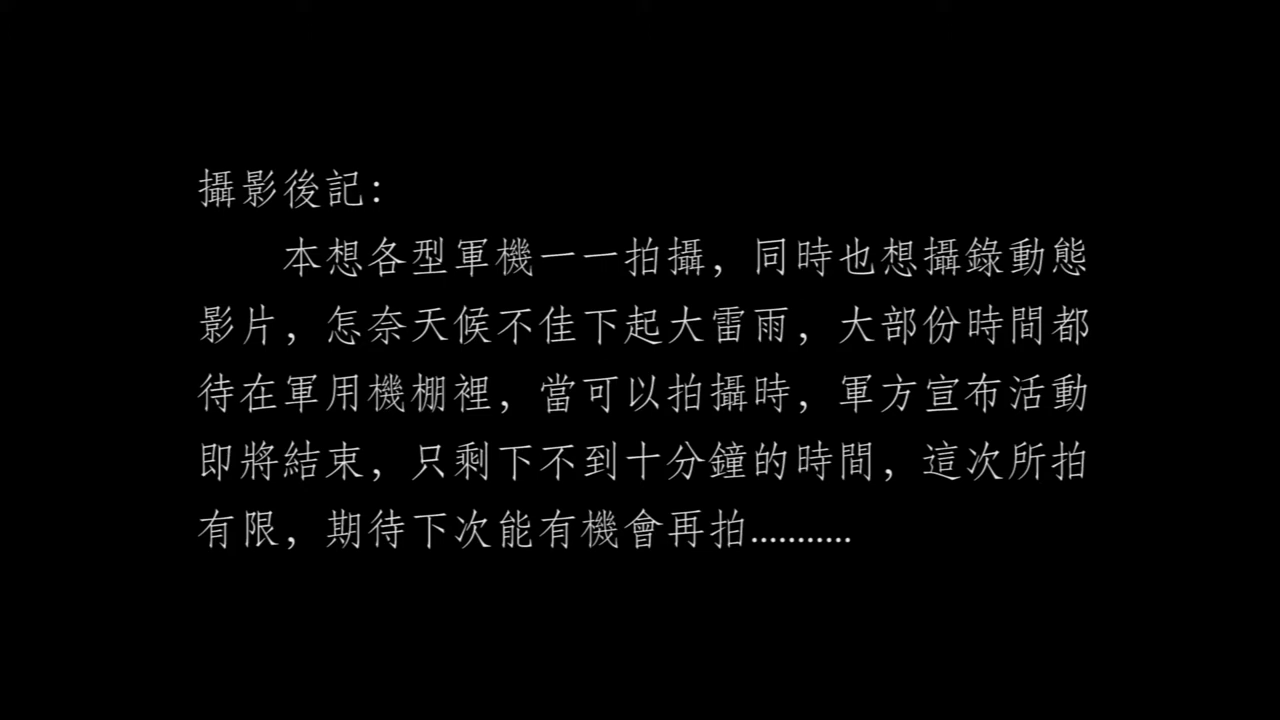 攝影後記：
本想各型軍機一一拍攝，同時也想攝錄動態
影片，怎奈天候不佳下起大雷雨，大部份時間都
待在軍用機棚裡，當可以拍攝時，軍方宣布活動
即將結束，只剩下不到十分鐘的時間，這次所拍
有限，期待下次能有機會再拍............